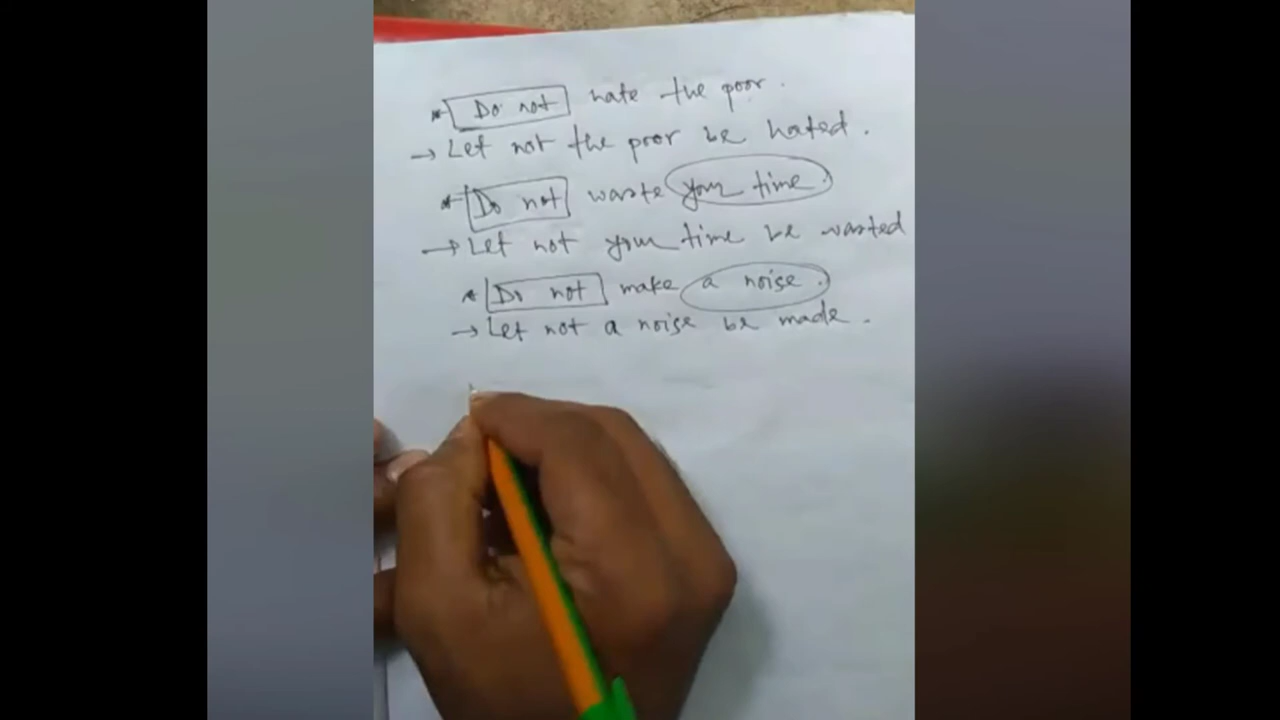 * Do not hate the poor.
→ Let not the poor be hated.
* Do not waste your time.
→ Let not your time be wasted
* Do not make a noise.
→ Let not a noise be made.